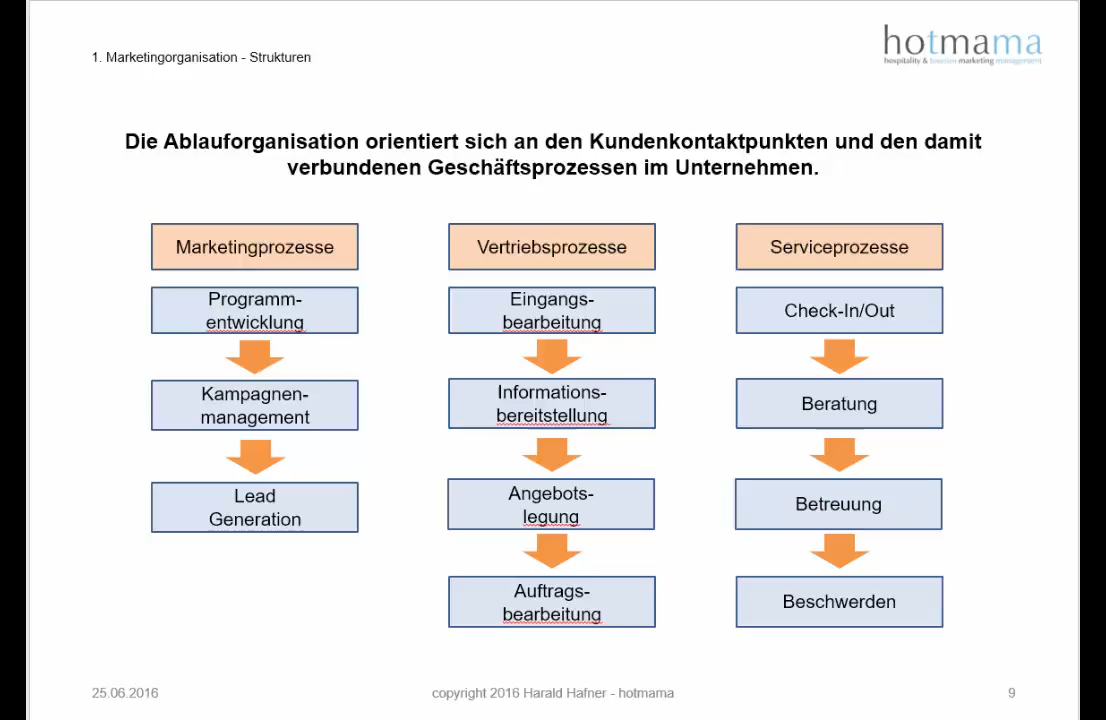 1. Marketingorganisation - Strukturen
hotmama
hospitality & tourism marketing management
Die Ablauforganisation orientiert sich an den Kundenkontaktpunkten und den damit
verbundenen Geschäftsprozessen im Unternehmen.
Marketingprozesse
Programm-
entwicklung
Kampagnen-
management
Lead
Generation
Vertriebsprozesse
Eingangs-
bearbeitung
Informations-
bereitstellung
Angebots-
legung
Auftrags-
bearbeitung
Serviceprozesse
Check-In/Out
Beratung
Betreuung
Beschwerden
25.06.2016
copyright 2016 Harald Hafner - hotmama
9